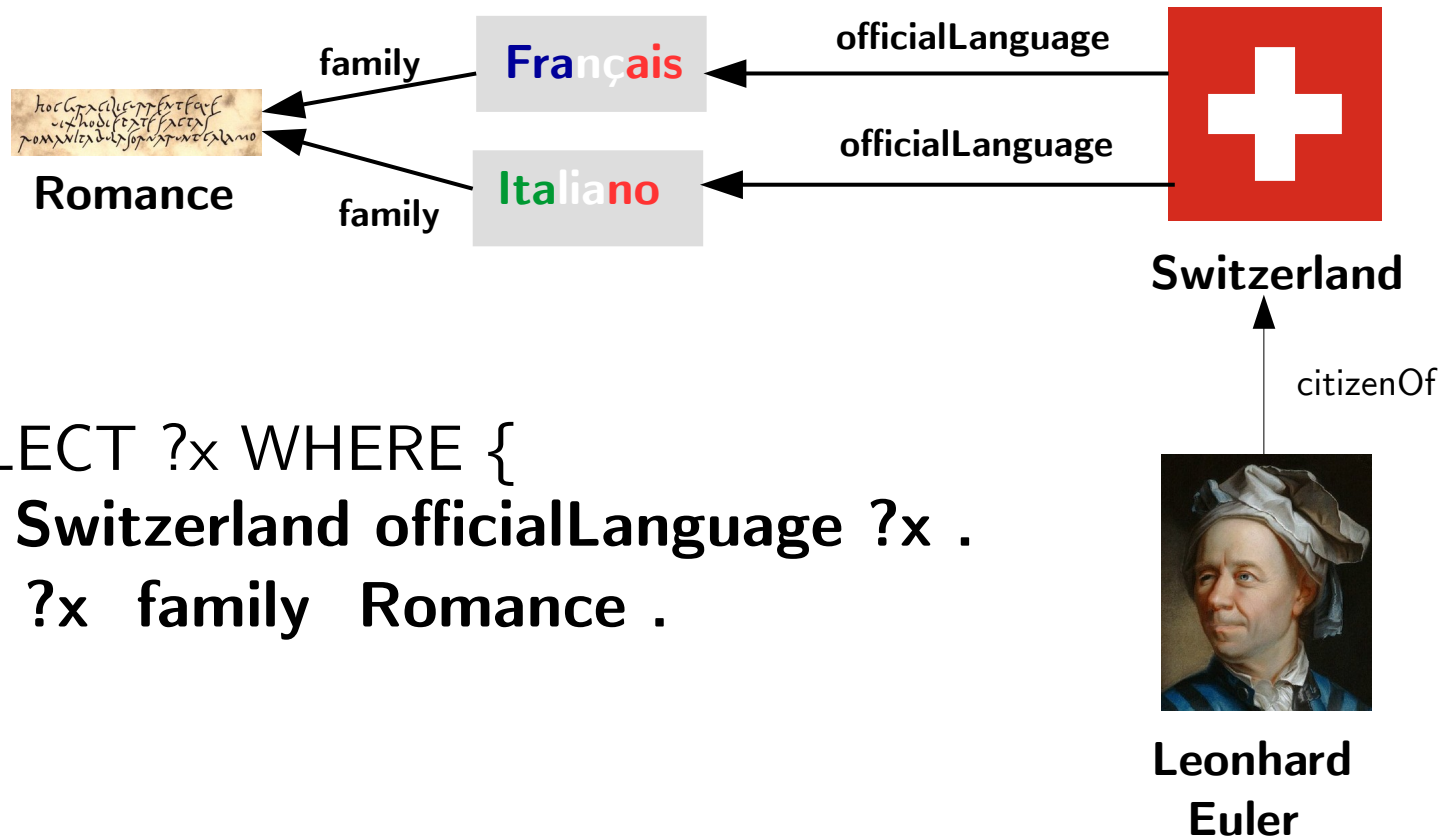 family
Français
officialLanguage
Romance
family
Italiano
officialLanguage
Switzerland
citizenOf
LECT ?x WHERE {
Switzerland officialLanguage ?x .
?x family Romance .
Leonhard
Euler